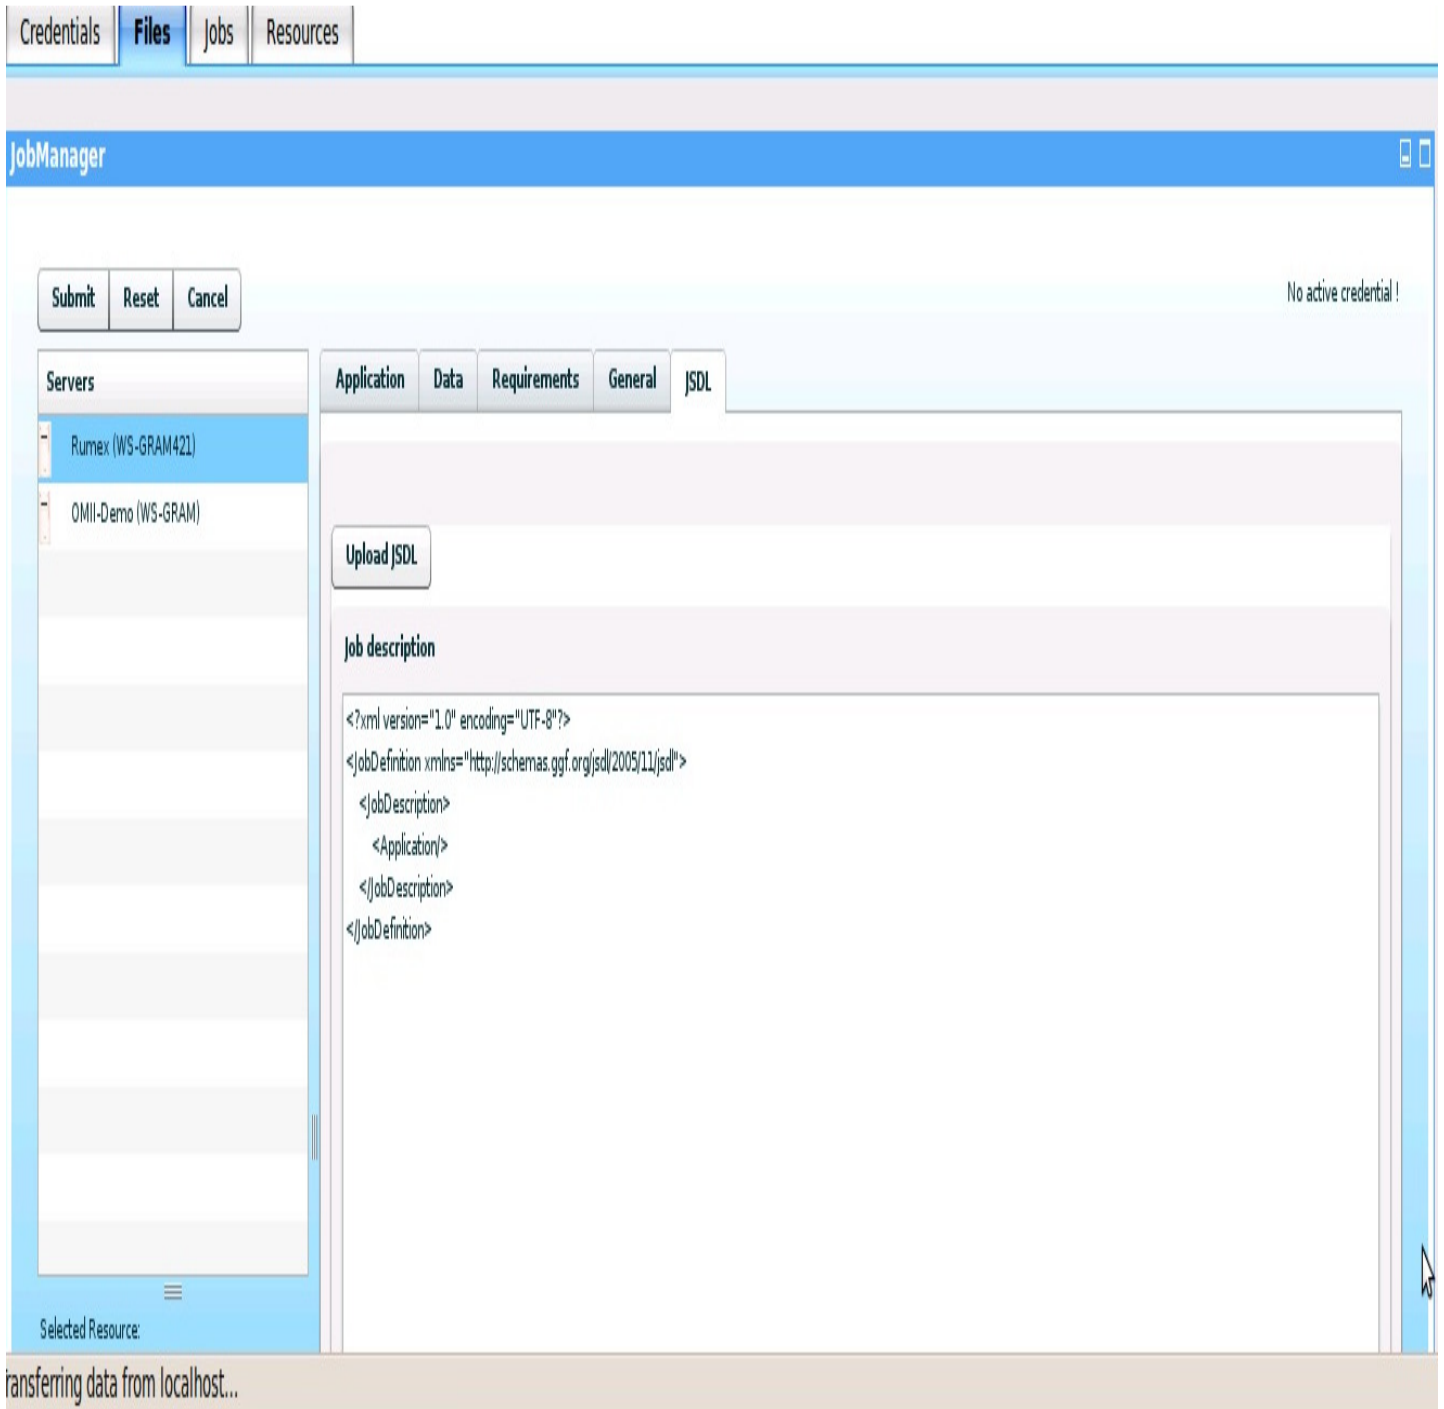 Credentials Files Jobs Resources
JobManager
Submit Reset Cancel
No active credential !
Servers
Rumex (WS-GRAM421)
OMII-Demo (WS-GRAM)
Application Data Requirements General JSDL
Upload JSDL
Job description
<?xml version="1.0" encoding="UTF-8"?>
<JobDefinition xmlns="http://schemas.ggf.org/jsdl/2005/11/jsdl">
<JobDescription>
<Application/>
</JobDescription>
</JobDefinition>
Selected Resource:
ransferring data from localhost...